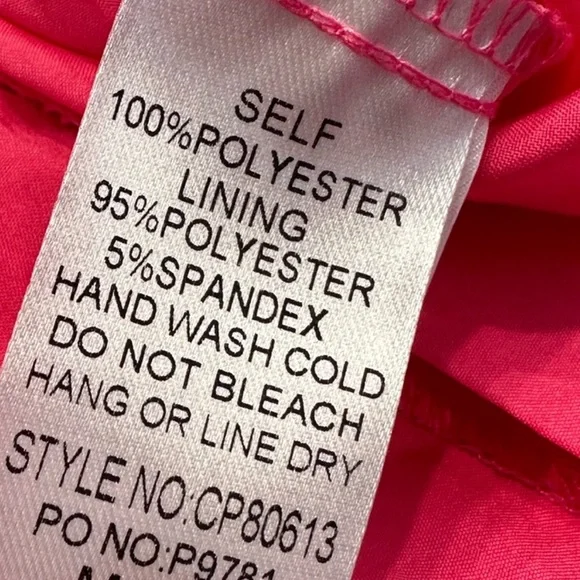 SELF
100%POLYESTER
LINING
95%POLYESTER
5%SPANDEX
HAND WASH COLD
DO NOT BLEACH
HANG OR LINE DRY
STYLE NO:CP80613
PO NO:P9781